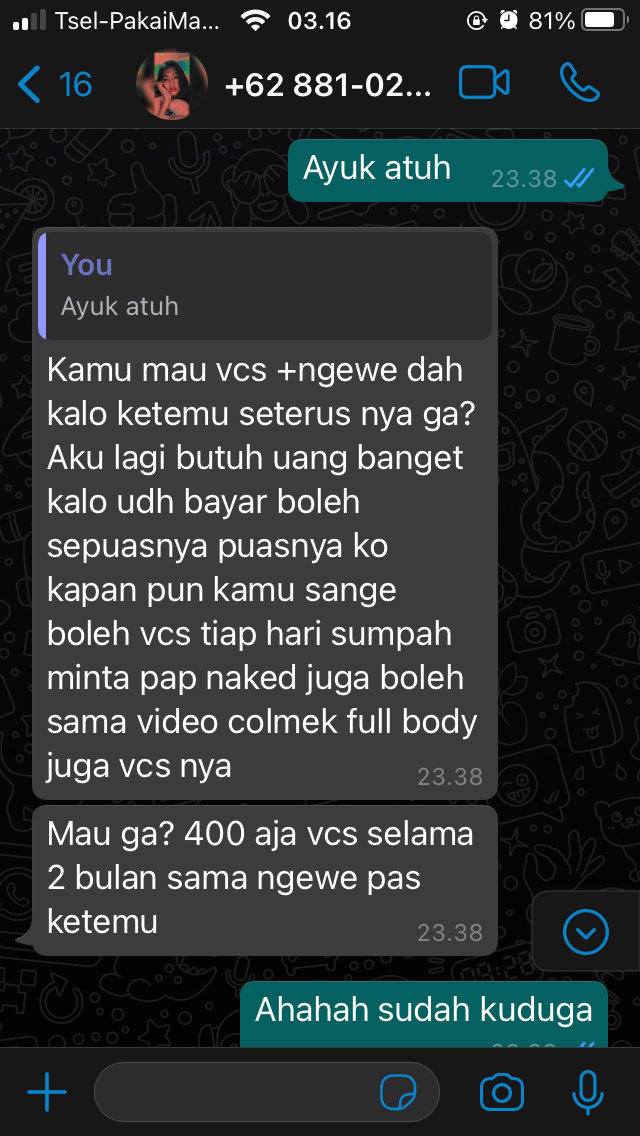 Tsel-PakaiMa... 03.16 81%
16 +62 881-02...
Ayuk atuh 23.38
You
Ayuk atuh
Kamu mau vcs +ngewe dah
kalo ketemu seterus nya ga?
Aku lagi butuh uang banget
kalo udh bayar boleh
sepuasnya puasnya ko
kapan pun kamu sange
boleh vcs tiap hari sumpah
minta pap naked juga boleh
sama video colmek full body
juga vcs nya 23.38
Mau ga? 400 aja vcs selama
2 bulan sama ngewe pas
ketemu 23.38
Ahahah sudah kuduga